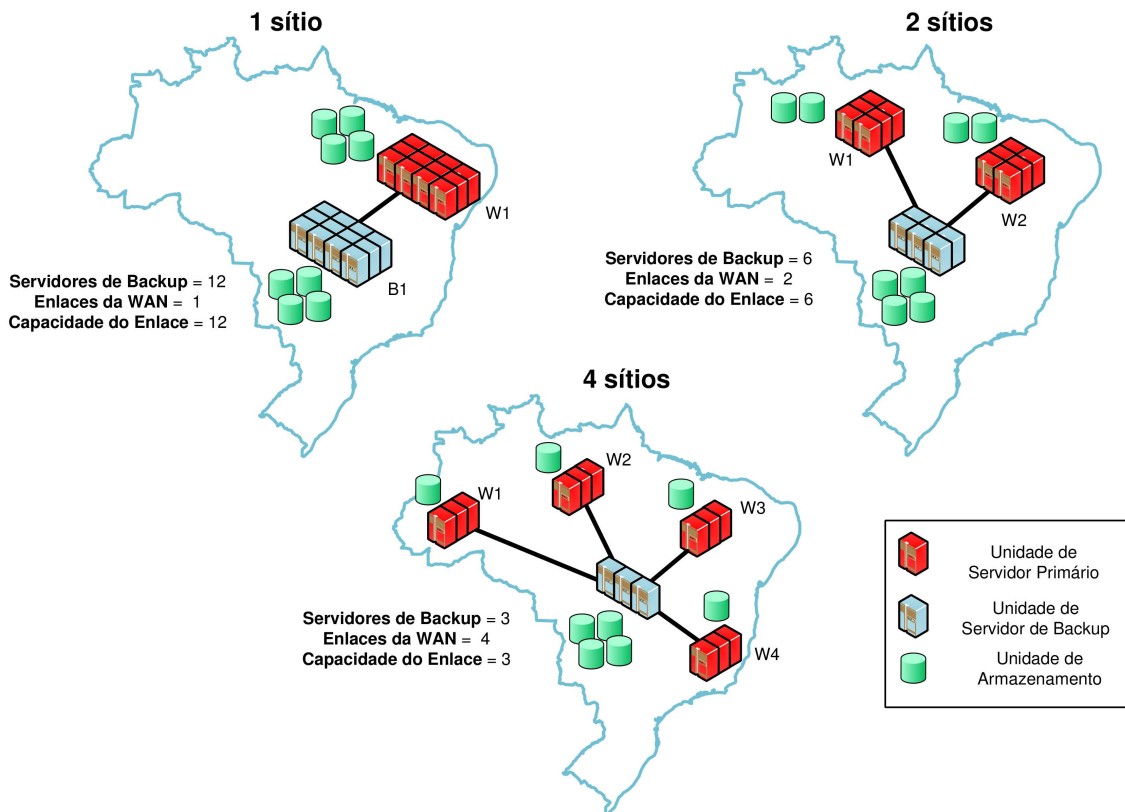 1 sítio
W1
B1
Servidores de Backup = 12
Enlaces da WAN = 1
Capacidade do Enlace = 12
2 sítios
W1
W2
Servidores de Backup = 6
Enlaces da WAN = 2
Capacidade do Enlace = 6
4 sítios
W1
W2
W3
W4
Servidores de Backup = 3
Enlaces da WAN = 4
Capacidade do Enlace = 3
Unidade de
Servidor Primário
Unidade de
Servidor de Backup
Unidade de
Armazenamento